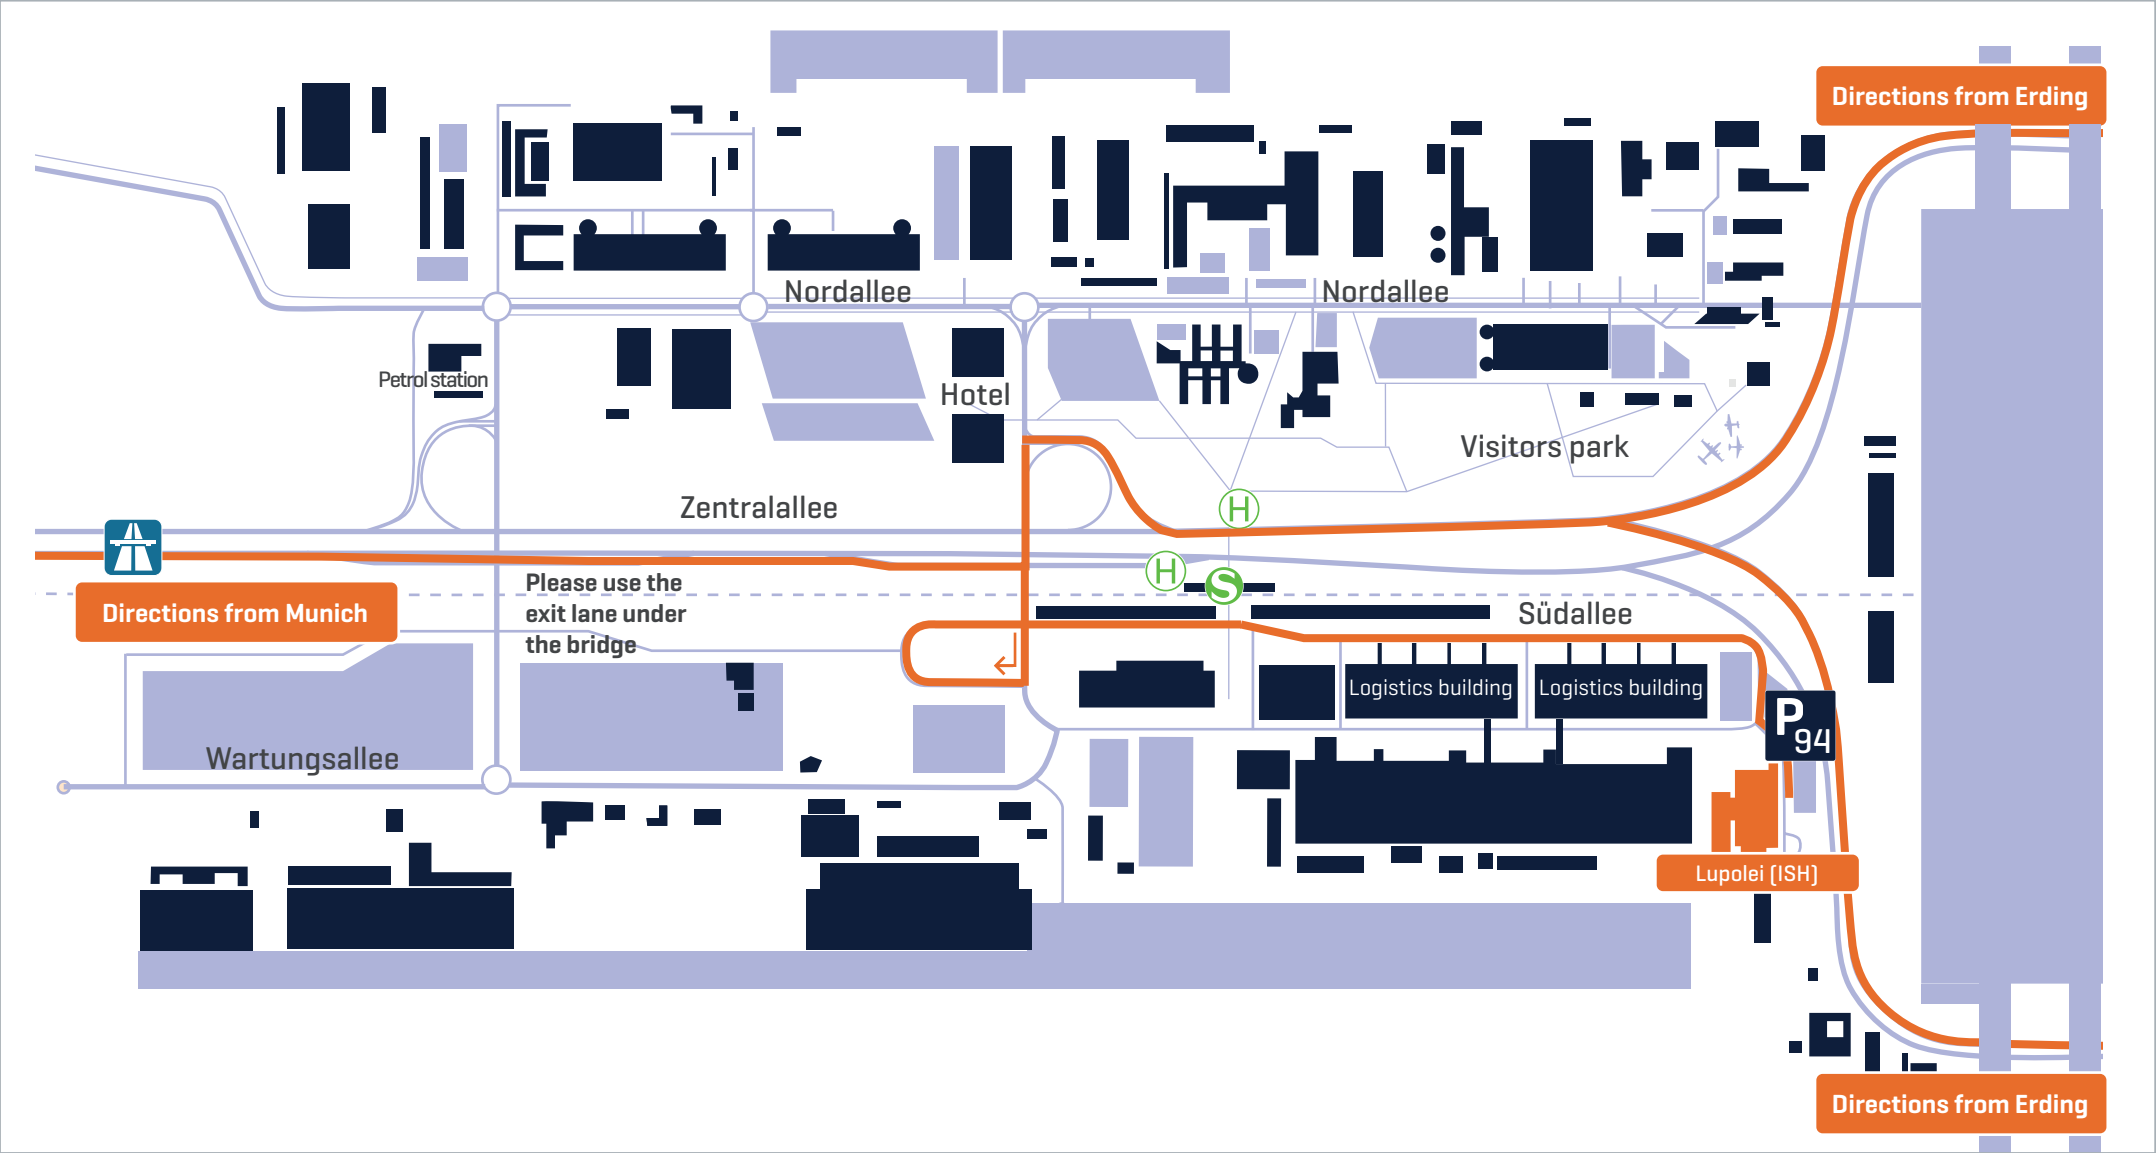 Directions from Erding
Nordallee
Nordallee
Petrol station
Hotel
Visitors park
Zentralallee
H
H
S
Please use the
exit lane under
the bridge
Directions from Munich
Südallee
Logistics building
Logistics building
P
94
Wartungsallee
Lupolei (ISH)
Directions from Erding